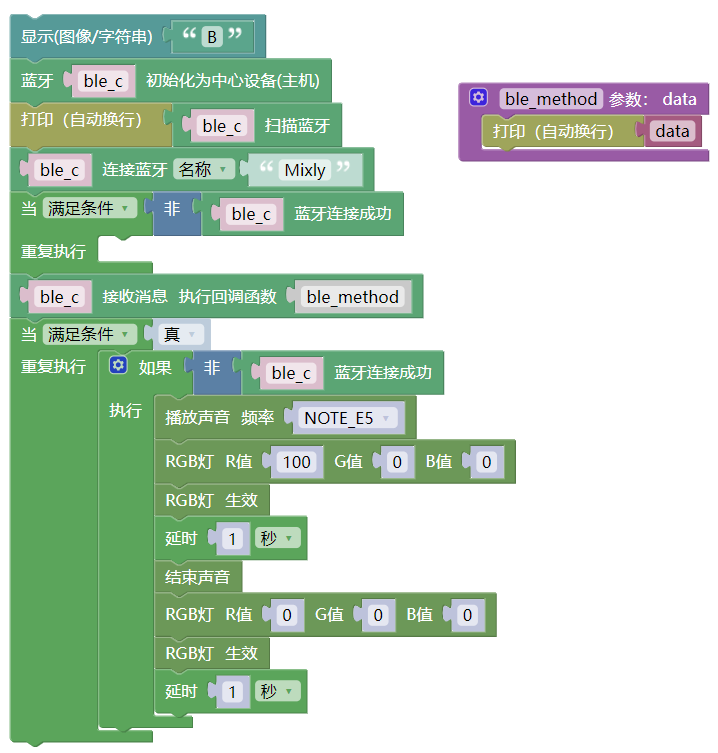 显示(图像/字符串) “ B ”
蓝牙 ble_c 初始化为中心设备(主机)
打印（自动换行） ble_c 扫描蓝牙
ble_c 连接蓝牙 名称 “ Mixly ”
当 满足条件 非 ble_c 蓝牙连接成功
重复执行
ble_c 接收消息 执行回调函数 ble_method
当 满足条件 真
重复执行 如果 非 ble_c 蓝牙连接成功
执行 播放声音 频率 NOTE_E5
RGB灯 R值 100 G值 0 B值 0
RGB灯 生效
延时 1 秒
结束声音
RGB灯 R值 0 G值 0 B值 0
RGB灯 生效
延时 1 秒
ble_method 参数： data
打印（自动换行） data